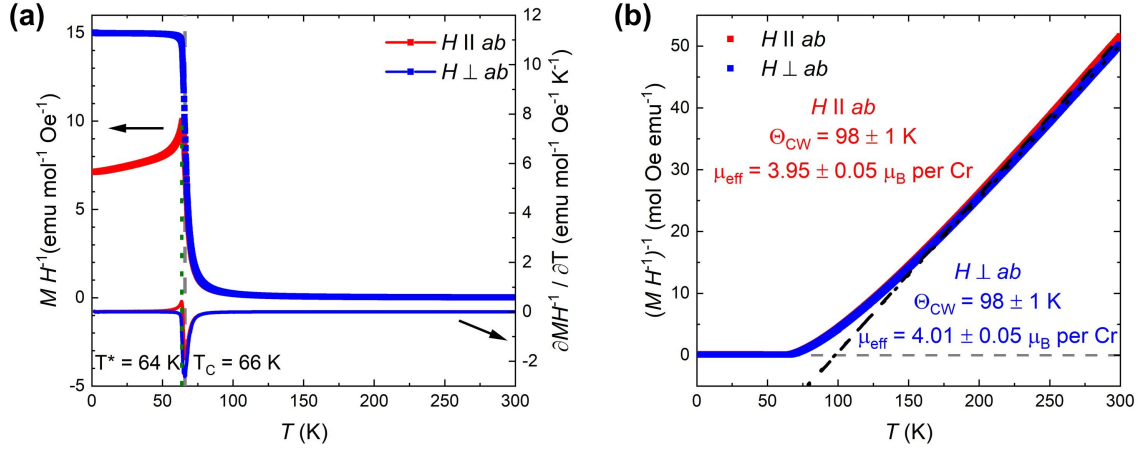 (a)
H II ab
H ⊥ ab
M H⁻¹(emu mol⁻¹ Oe⁻¹)
15
10
5
0
-5
12
10
8
6
4
2
0
-2
∂MH⁻¹ / ∂T (emu mol⁻¹ Oe⁻¹ K⁻¹)
T* = 64 K
T_C = 66 K
0 50 100 150 200 250 300
T (K)
(b)
H II ab
H ⊥ ab
(M H⁻¹)⁻¹ (mol Oe emu⁻¹)
50
40
30
20
10
0
H II ab
Θ_CW = 98 ± 1 K
μ_eff = 3.95 ± 0.05 μ_B per Cr
H ⊥ ab
Θ_CW = 98 ± 1 K
μ_eff = 4.01 ± 0.05 μ_B per Cr
0 50 100 150 200 250 300
T (K)